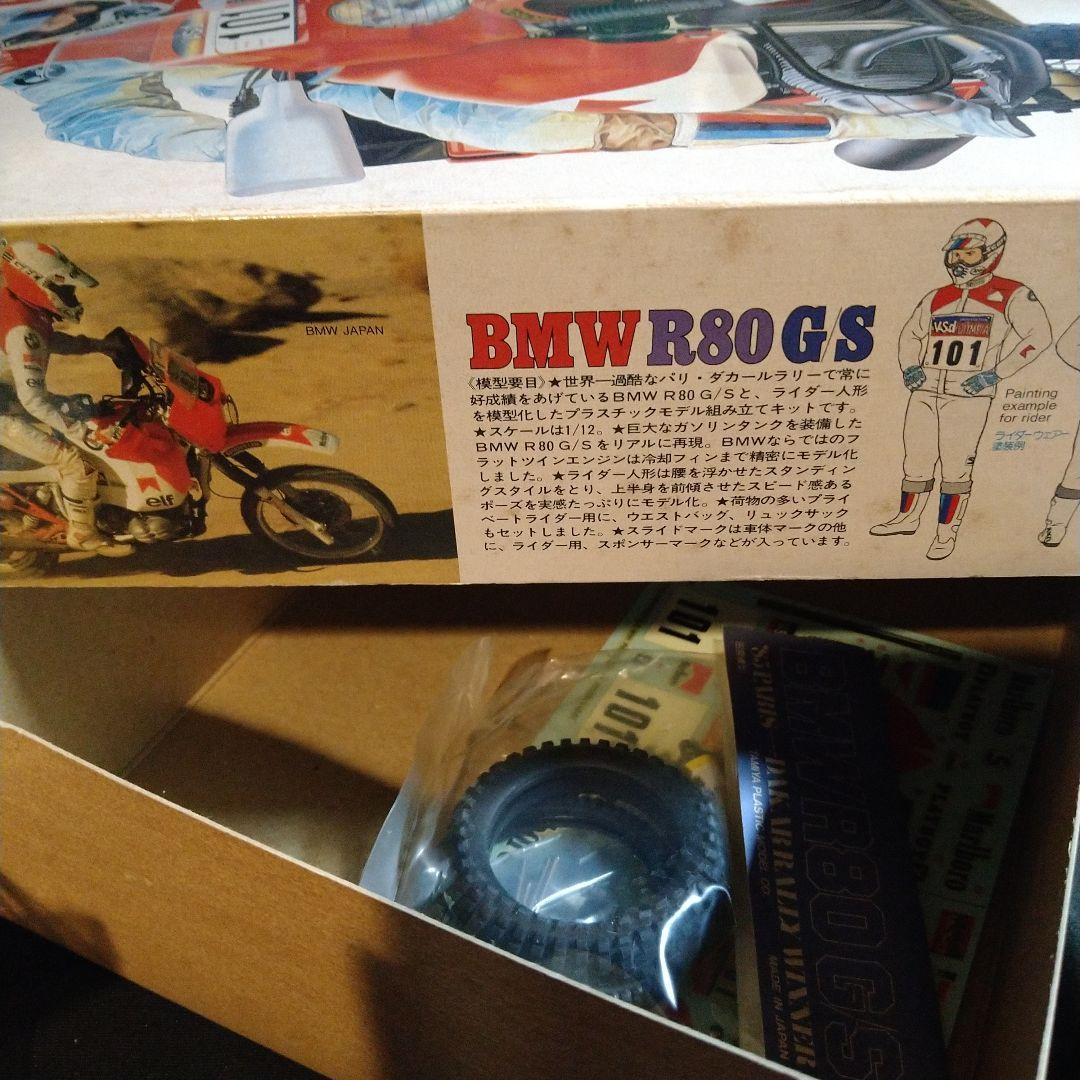 101
BMW JAPAN
elf
BMW R80 G/S
《模型要目》★世界一過酷なパリ・ダカールラリーで常に
好成績をあげているBMW R80 G/Sと、ライダー人形
を模型化したプラスチックモデル組み立てキットです。
★スケールは1/12。★巨大なガソリンタンクを装備した
BMW R80 G/Sをリアルに再現。BMWならではのフ
ラットツインエンジンは冷却フィンまで精密にモデル化
しました。★ライダー人形は腰を浮かせたスタンディン
グスタイルをとり、上半身を前傾させたスピード感ある
ポーズを実感たっぷりにモデル化。★荷物の多いプライ
ベートライダー用に、ウエストバッグ、リュックサック
もセットしました。★スライドマークは車体マークの他
に、ライダー用、スポンサーマークなどが入っています。
VSd
101
Painting
example
for rider
ライダーウェアー
塗装例
101
101
BMW R80 GS
'85 PARIS-DAKAR RALLY WINNER
TAMIYA PLASTIC MODEL CO.
MADE IN JAPAN
Marlboro
Marlboro